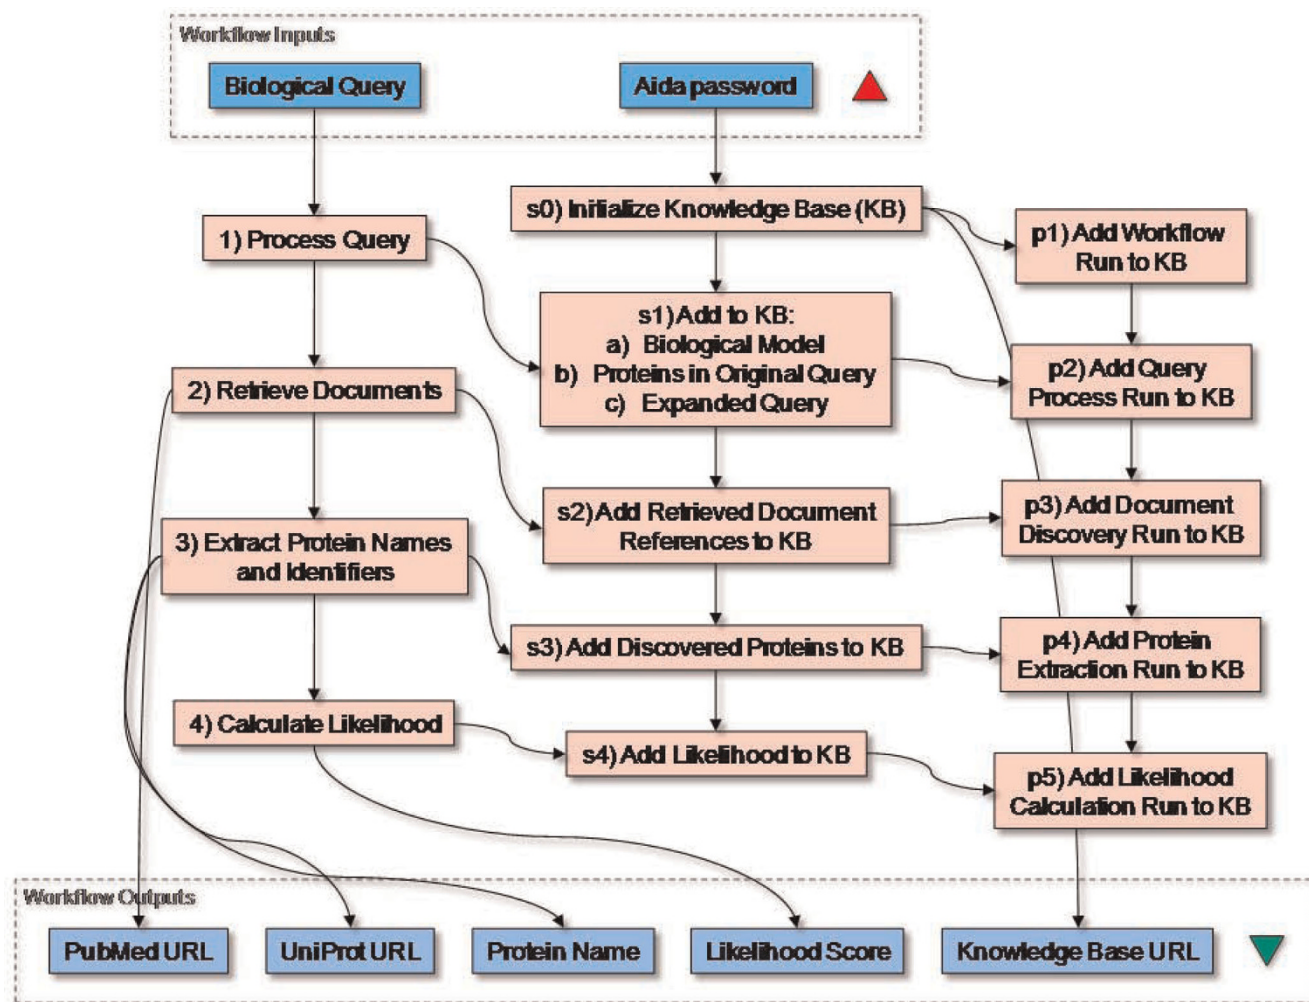 Workflow Inputs
Biological Query
Aida password
s0) Initialize Knowledge Base (KB)
1) Process Query
p1) Add Workflow
Run to KB
s1) Add to KB:
a) Biological Model
b) Proteins in Original Query
c) Expanded Query
2) Retrieve Documents
p2) Add Query
Process Run to KB
s2) Add Retrieved Document
References to KB
p3) Add Document
Discovery Run to KB
3) Extract Protein Names
and Identifiers
s3) Add Discovered Proteins to KB
p4) Add Protein
Extraction Run to KB
4) Calculate Likelihood
s4) Add Likelihood to KB
p5) Add Likelihood
Calculation Run to KB
Workflow Outputs
PubMed URL
UniProt URL
Protein Name
Likelihood Score
Knowledge Base URL